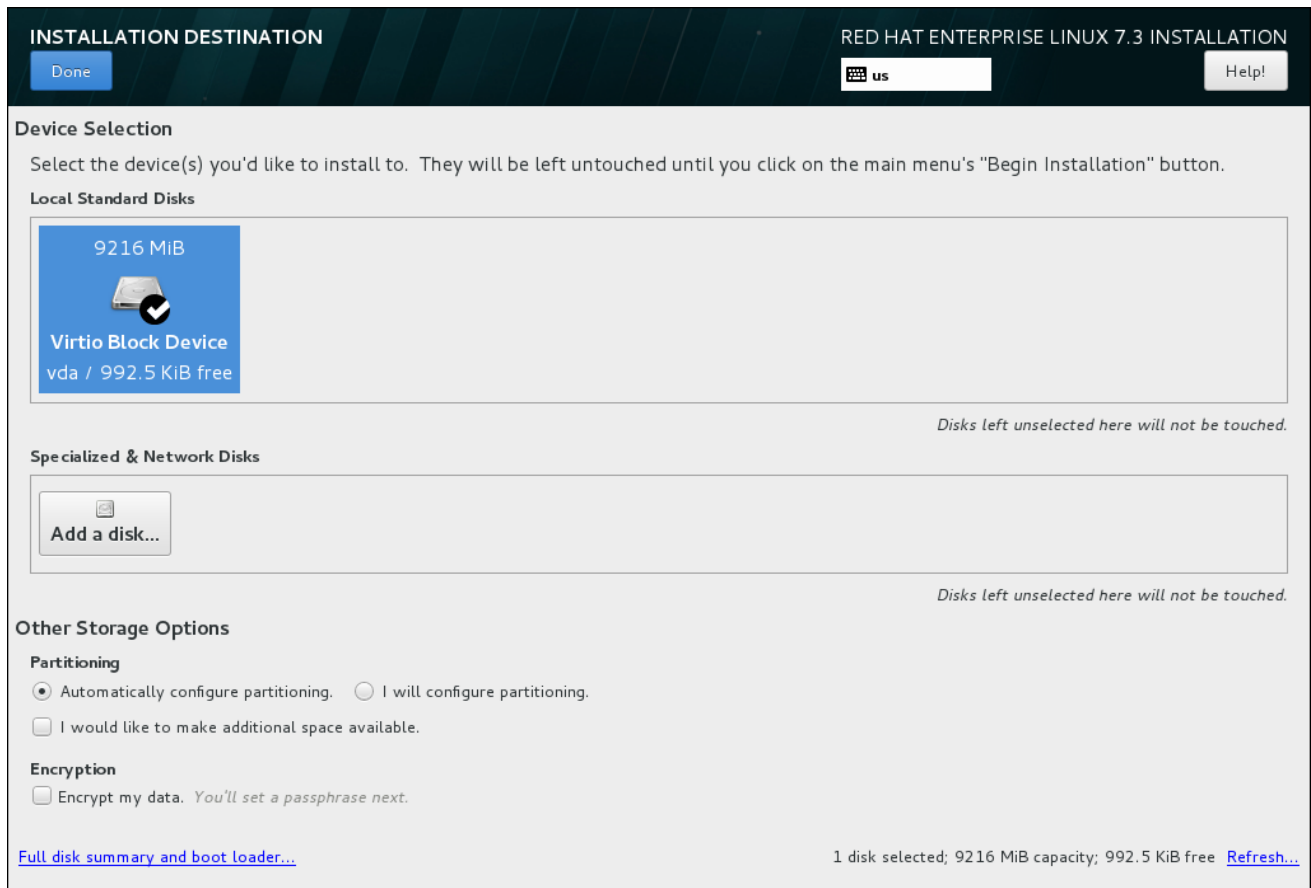 INSTALLATION DESTINATION
RED HAT ENTERPRISE LINUX 7.3 INSTALLATION
Done
us
Help!
Device Selection
Select the device(s) you'd like to install to.  They will be left untouched until you click on the main menu's "Begin Installation" button.
Local Standard Disks
9216 MiB
Virtio Block Device
vda / 992.5 KiB free
Disks left unselected here will not be touched.
Specialized & Network Disks
Add a disk...
Disks left unselected here will not be touched.
Other Storage Options
Partitioning
Automatically configure partitioning. I will configure partitioning.
I would like to make additional space available.
Encryption
Encrypt my data. You'll set a passphrase next.
Full disk summary and boot loader... 1 disk selected; 9216 MiB capacity; 992.5 KiB free Refresh...